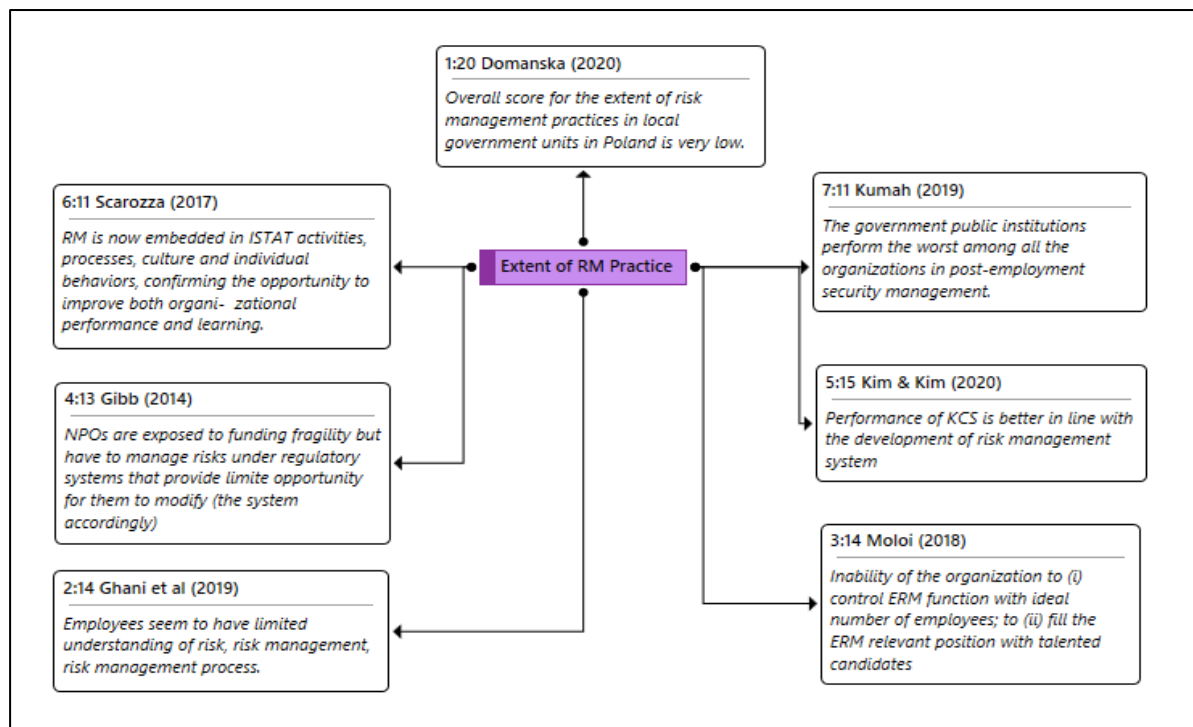 1:20 Domanska (2020)
Overall score for the extent of risk
management practices in local
government units in Poland is very low.
6:11 Scarozza (2017)
RM is now embedded in ISTAT activities,
processes, culture and individual
behaviors, confirming the opportunity to
improve both organi- zational
performance and learning.
4:13 Gibb (2014)
NPOs are exposed to funding fragility but
have to manage risks under regulatory
systems that provide limite opportunity
for them to modify (the system
accordingly)
2:14 Ghani et al (2019)
Employees seem to have limited
understanding of risk, risk management,
risk management process.
Extent of RM Practice
7:11 Kumah (2019)
The government public institutions
perform the worst among all the
organizations in post-employment
security management.
5:15 Kim & Kim (2020)
Performance of KCS is better in line with
the development of risk management
system
3:14 Moloi (2018)
Inability of the organization to (i)
control ERM function with ideal
number of employees; to (ii) fill the
ERM relevant position with talented
candidates